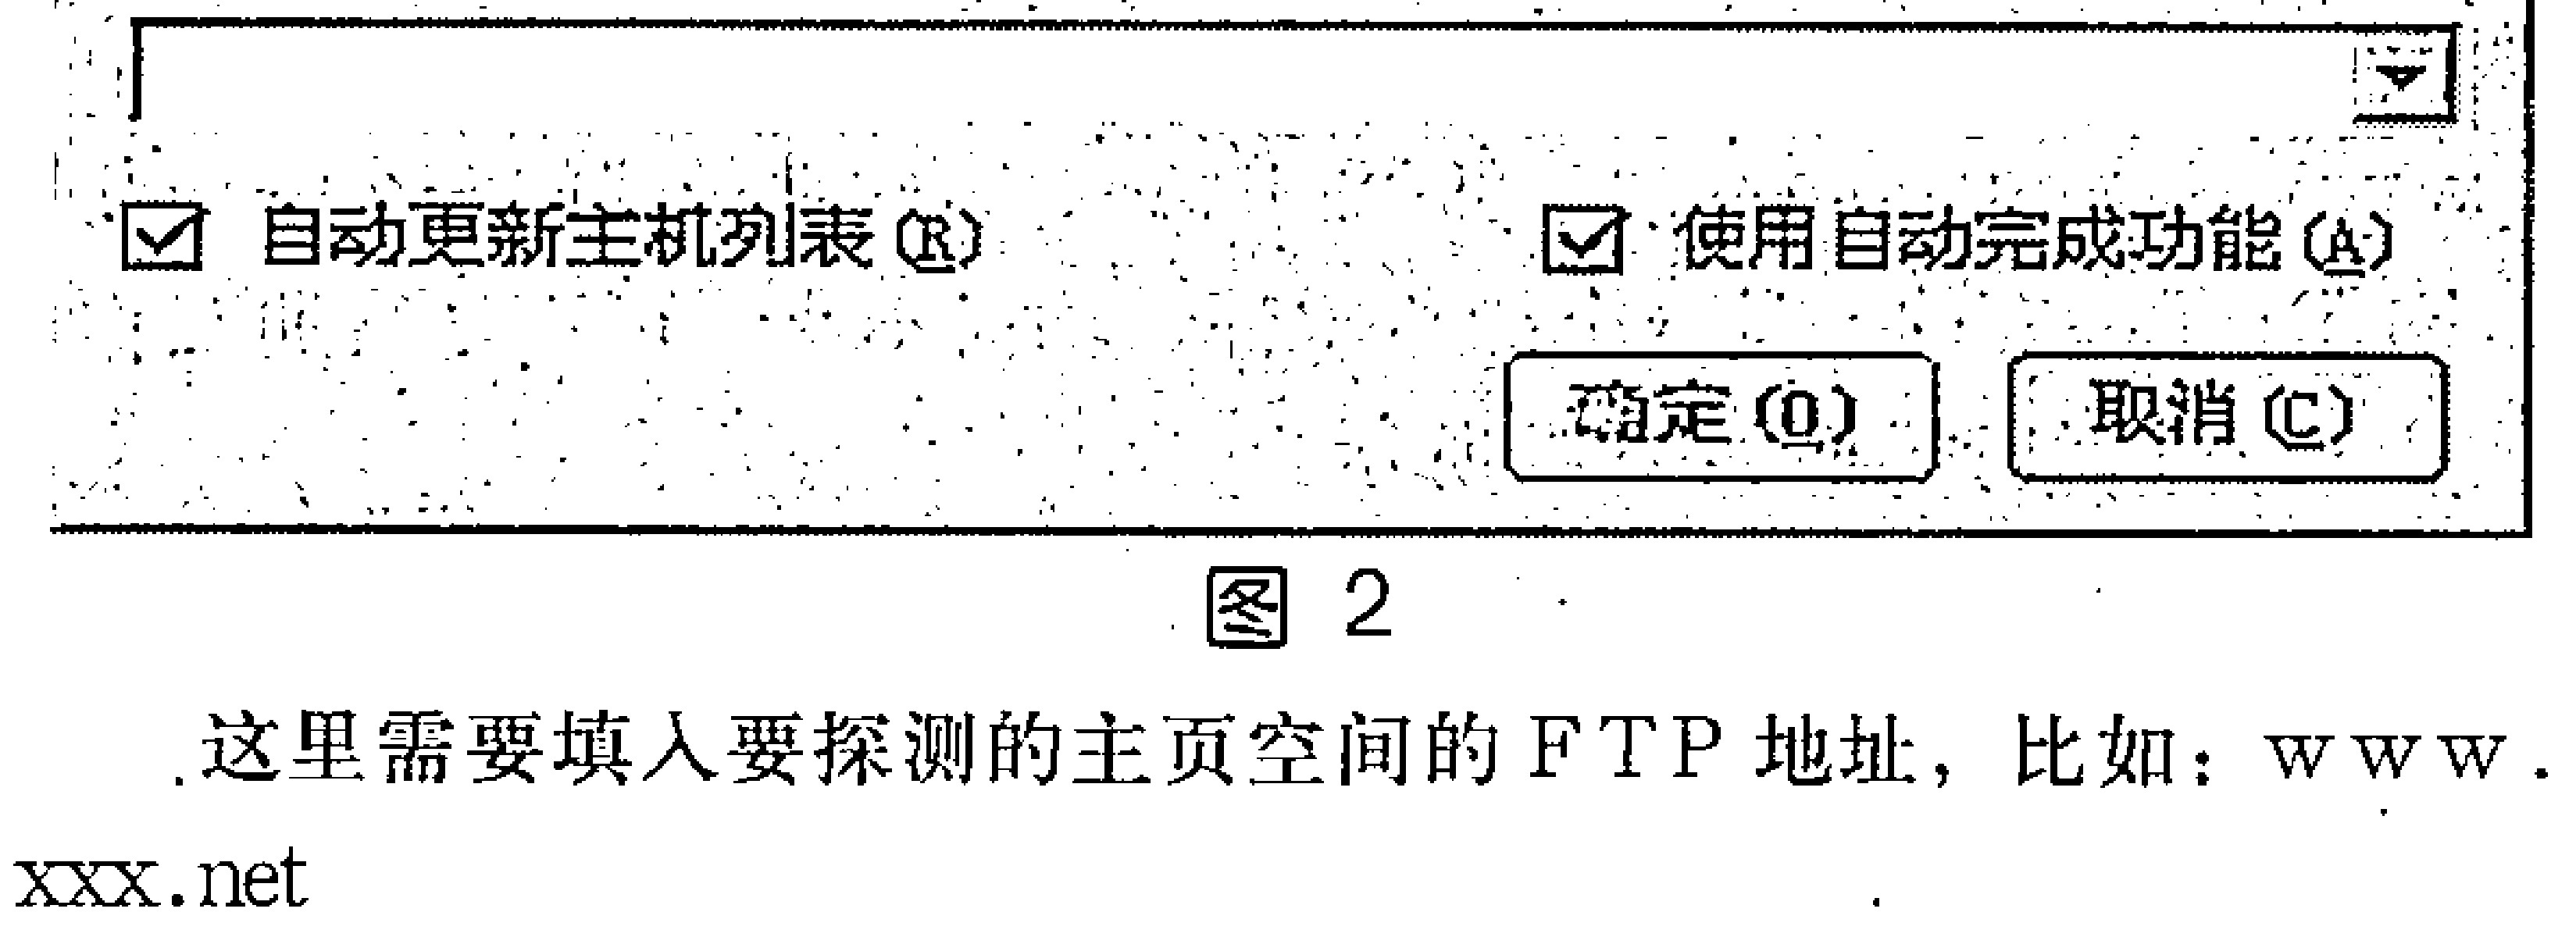 自动更新主机列表(R) 使用自动完成功能(A)
确定(O) 取消(C)
图 2
这里需要填入要探测的主页空间的FTP地址，比如：www.
xxx.net